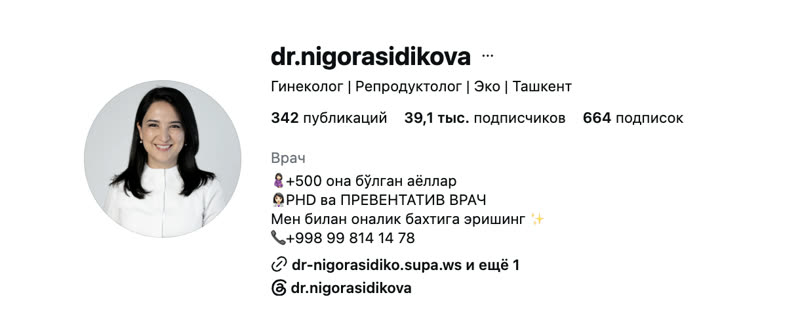 dr.nigorasidikova ...
Гинеколог | Репродуктолог | Эко | Ташкент
342 публикаций 39,1 тыс. подписчиков 664 подписок
Врач
🤰🏻+500 она бўлган аёллар
👩🏻‍⚕️PHD ва ПРЕВЕНТАТИВ ВРАЧ
Мен билан оналик бахтига эришинг ✨
📞+998 99 814 14 78
dr-nigorasidiko.supa.ws и ещё 1
dr.nigorasidikova